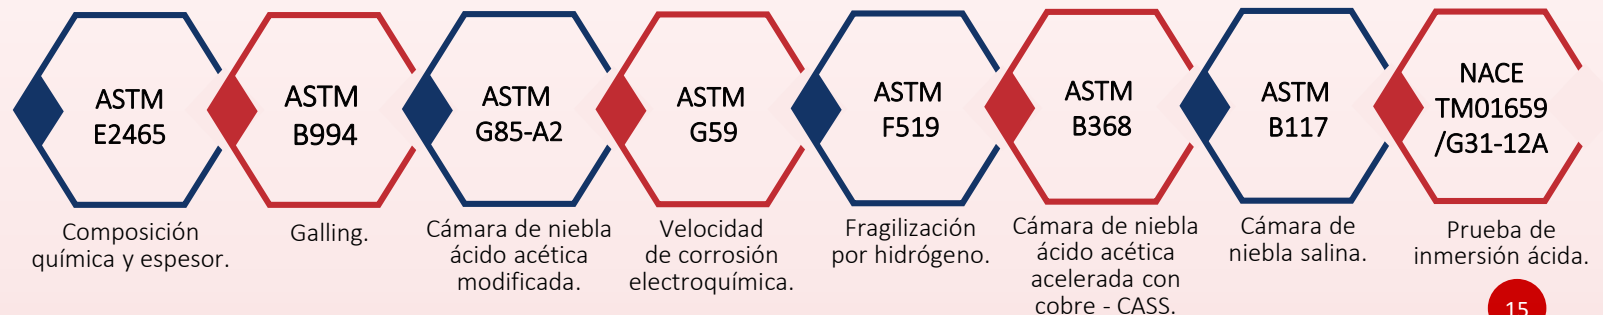 ASTM
E2465
Composición
química y espesor.
ASTM
B994
Galling.
ASTM
G85-A2
Cámara de niebla
ácido acética
modificada.
ASTM
G59
Velocidad
de corrosión
electroquímica.
ASTM
F519
Fragilización
por hidrógeno.
ASTM
B368
Cámara de niebla
ácido acética
acelerada con
cobre - CASS.
ASTM
B117
Cámara de
niebla salina.
NACE
TM01659
/G31-12A
Prueba de
inmersión ácida.
15